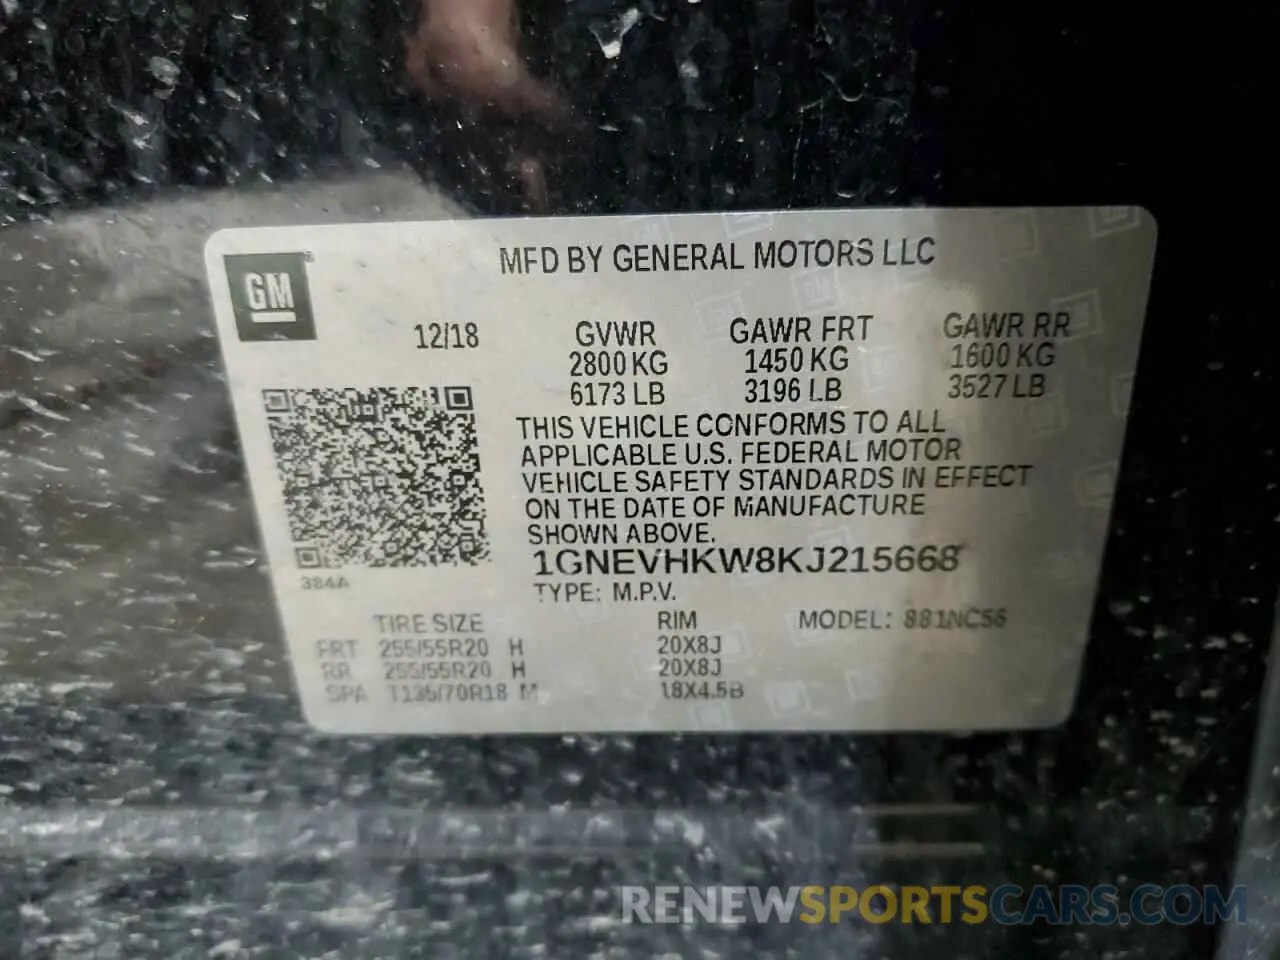 MFD BY GENERAL MOTORS LLC
GM
12/18
GVWR GAWR FRT GAWR RR
2800 KG 1450 KG 1600 KG
6173 LB 3196 LB 3527 LB
THIS VEHICLE CONFORMS TO ALL
APPLICABLE U.S. FEDERAL MOTOR
VEHICLE SAFETY STANDARDS IN EFFECT
ON THE DATE OF MANUFACTURE
SHOWN ABOVE.
1GNEVHKW8KJ215668
384A
TYPE: M.P.V.
TIRE SIZE RIM MODEL: 881NC56
FRT 255/55R20 H 20X8J
RR 255/55R20 H 20X8J
SPA T135/70R18 M 18X4.5B
RENEWSPORTSCARS.COM